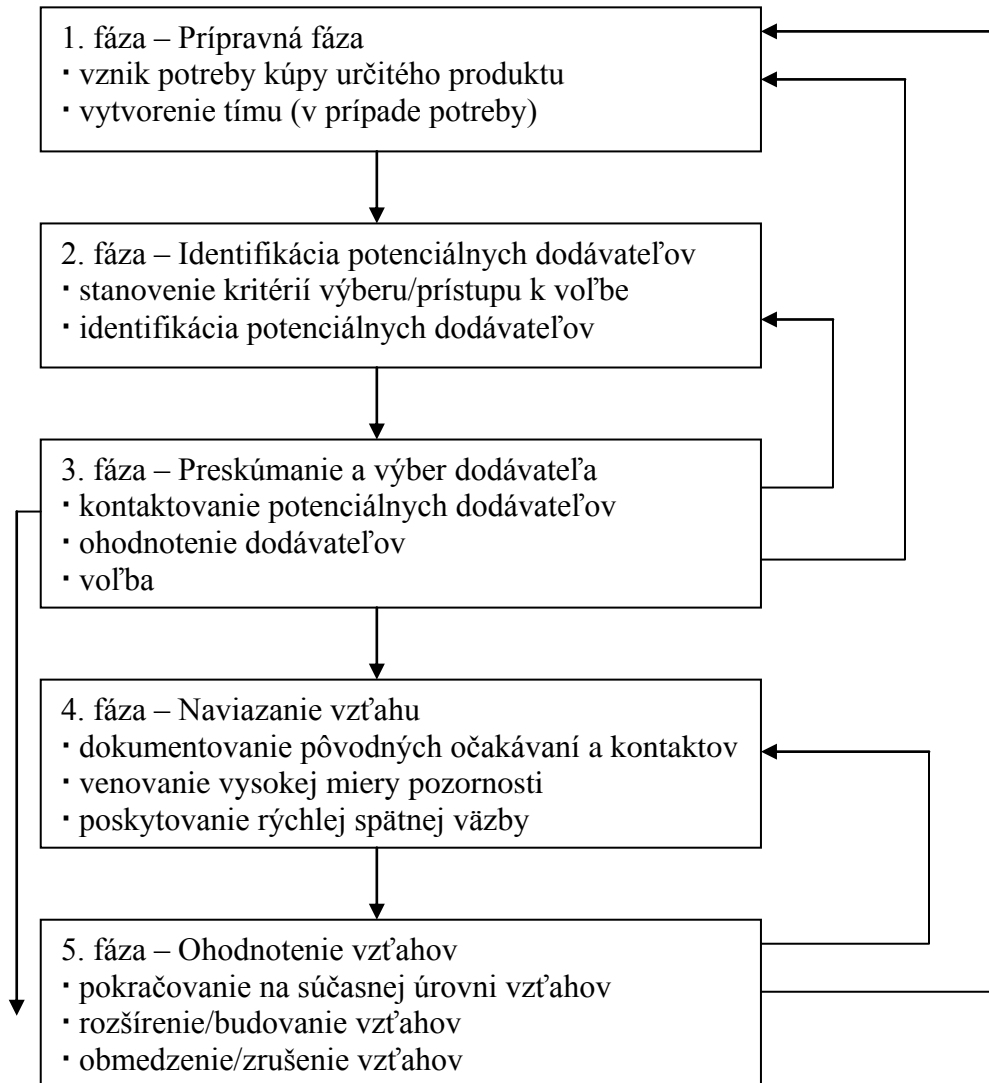 1. fáza – Prípravná fáza
· vznik potreby kúpy určitého produktu
· vytvorenie tímu (v prípade potreby)
2. fáza – Identifikácia potenciálnych dodávateľov
· stanovenie kritérií výberu/prístupu k voľbe
· identifikácia potenciálnych dodávateľov
3. fáza – Preskúmanie a výber dodávateľa
· kontaktovanie potenciálnych dodávateľov
· ohodnotenie dodávateľov
· voľba
4. fáza – Naviazanie vzťahu
· dokumentovanie pôvodných očakávaní a kontaktov
· venovanie vysokej miery pozornosti
· poskytovanie rýchlej spätnej väzby
5. fáza – Ohodnotenie vzťahov
· pokračovanie na súčasnej úrovni vzťahov
· rozšírenie/budovanie vzťahov
· obmedzenie/zrušenie vzťahov